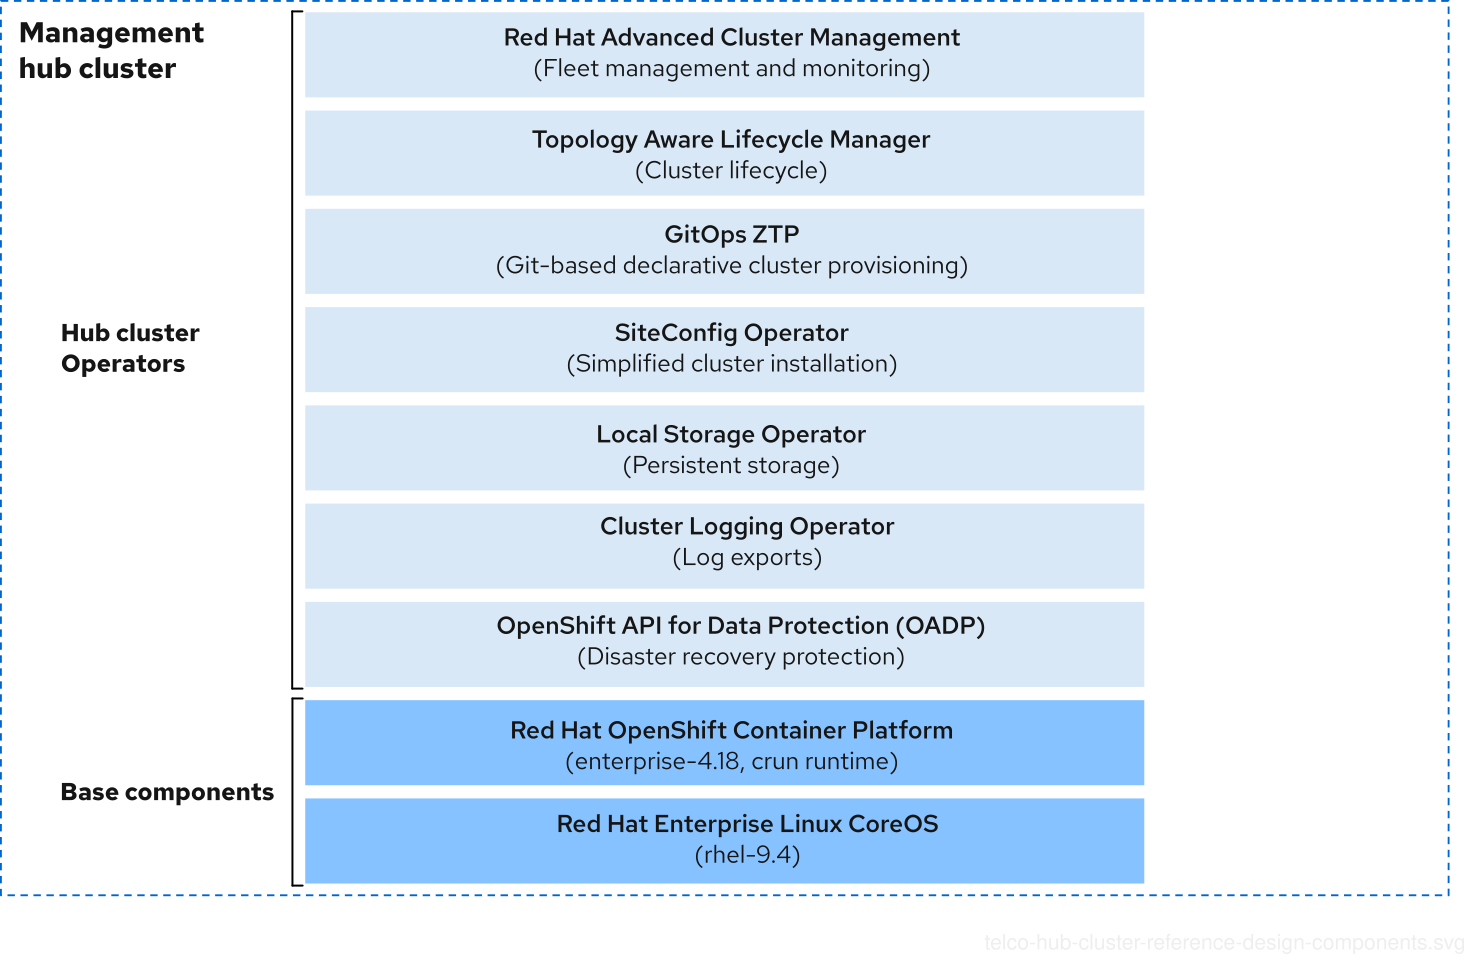 Management
hub cluster
Red Hat Advanced Cluster Management
(Fleet management and monitoring)
Topology Aware Lifecycle Manager
(Cluster lifecycle)
GitOps ZTP
(Git-based declarative cluster provisioning)
Hub cluster
Operators
SiteConfig Operator
(Simplified cluster installation)
Local Storage Operator
(Persistent storage)
Cluster Logging Operator
(Log exports)
OpenShift API for Data Protection (OADP)
(Disaster recovery protection)
Base components
Red Hat OpenShift Container Platform
(enterprise-4.18, crun runtime)
Red Hat Enterprise Linux CoreOS
(rhel-9.4)
telco-hub-cluster-reference-design-components.svg